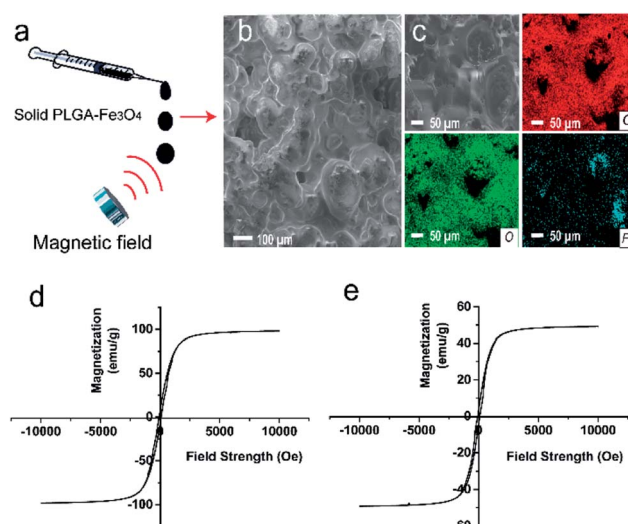 a
Solid PLGA-Fe3O4
Magnetic field
b
100 μm
c
50 μm
50 μm
50 μm
O
50 μm
d
Magnetization
(emu/g)
100
50
0
-50
-100
-10000
-5000
0
5000
10000
Field Strength (Oe)
e
Magnetization
(emu/g)
60
40
20
0
-20
-40
-60
-10000
-5000
0
5000
10000
Field Strength (Oe)